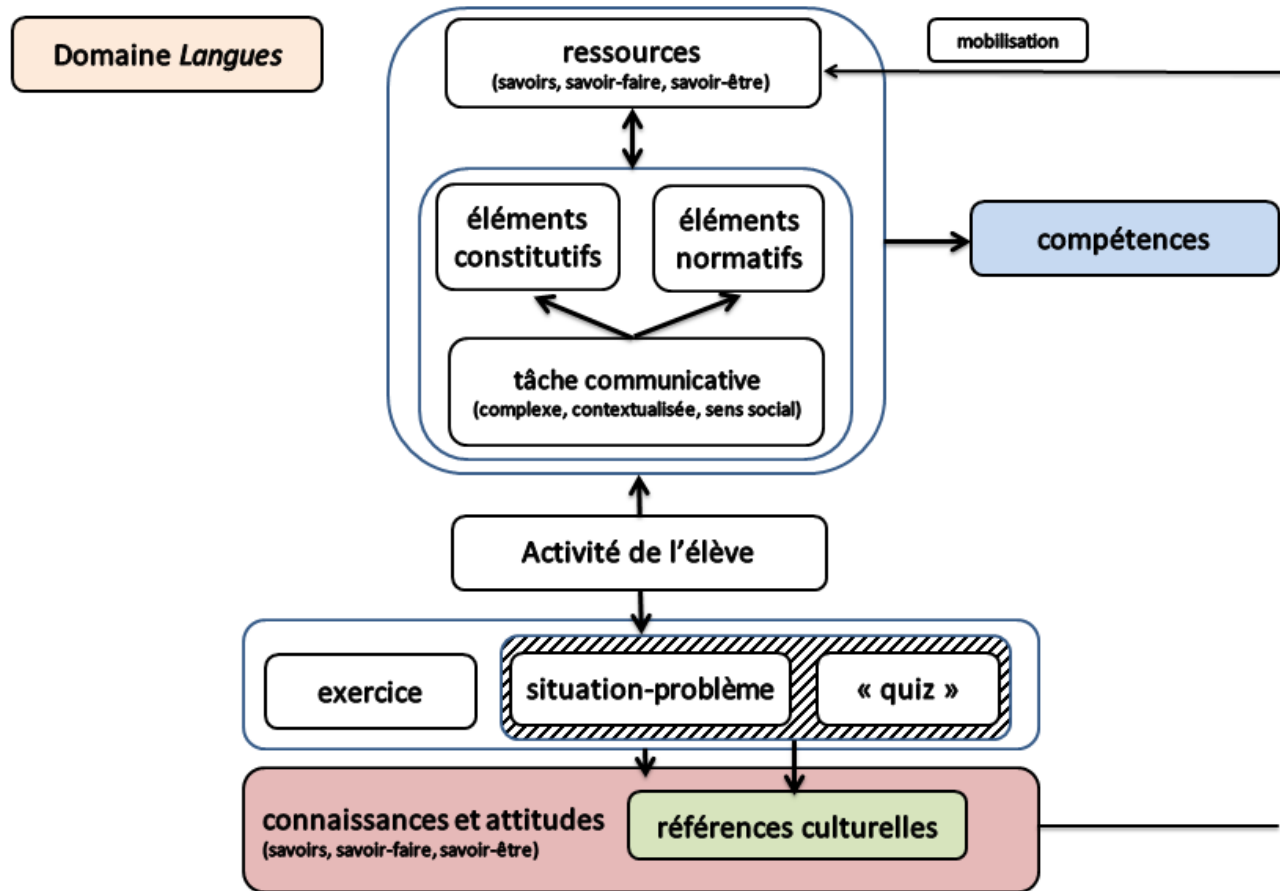 Domaine Langues
ressources
(savoirs, savoir-faire, savoir-être)
mobilisation
éléments
constitutifs
éléments
normatifs
compétences
tâche communicative
(complexe, contextualisée, sens social)
Activité de l’élève
exercice
situation-problème
« quiz »
connaissances et attitudes
(savoirs, savoir-faire, savoir-être)
références culturelles